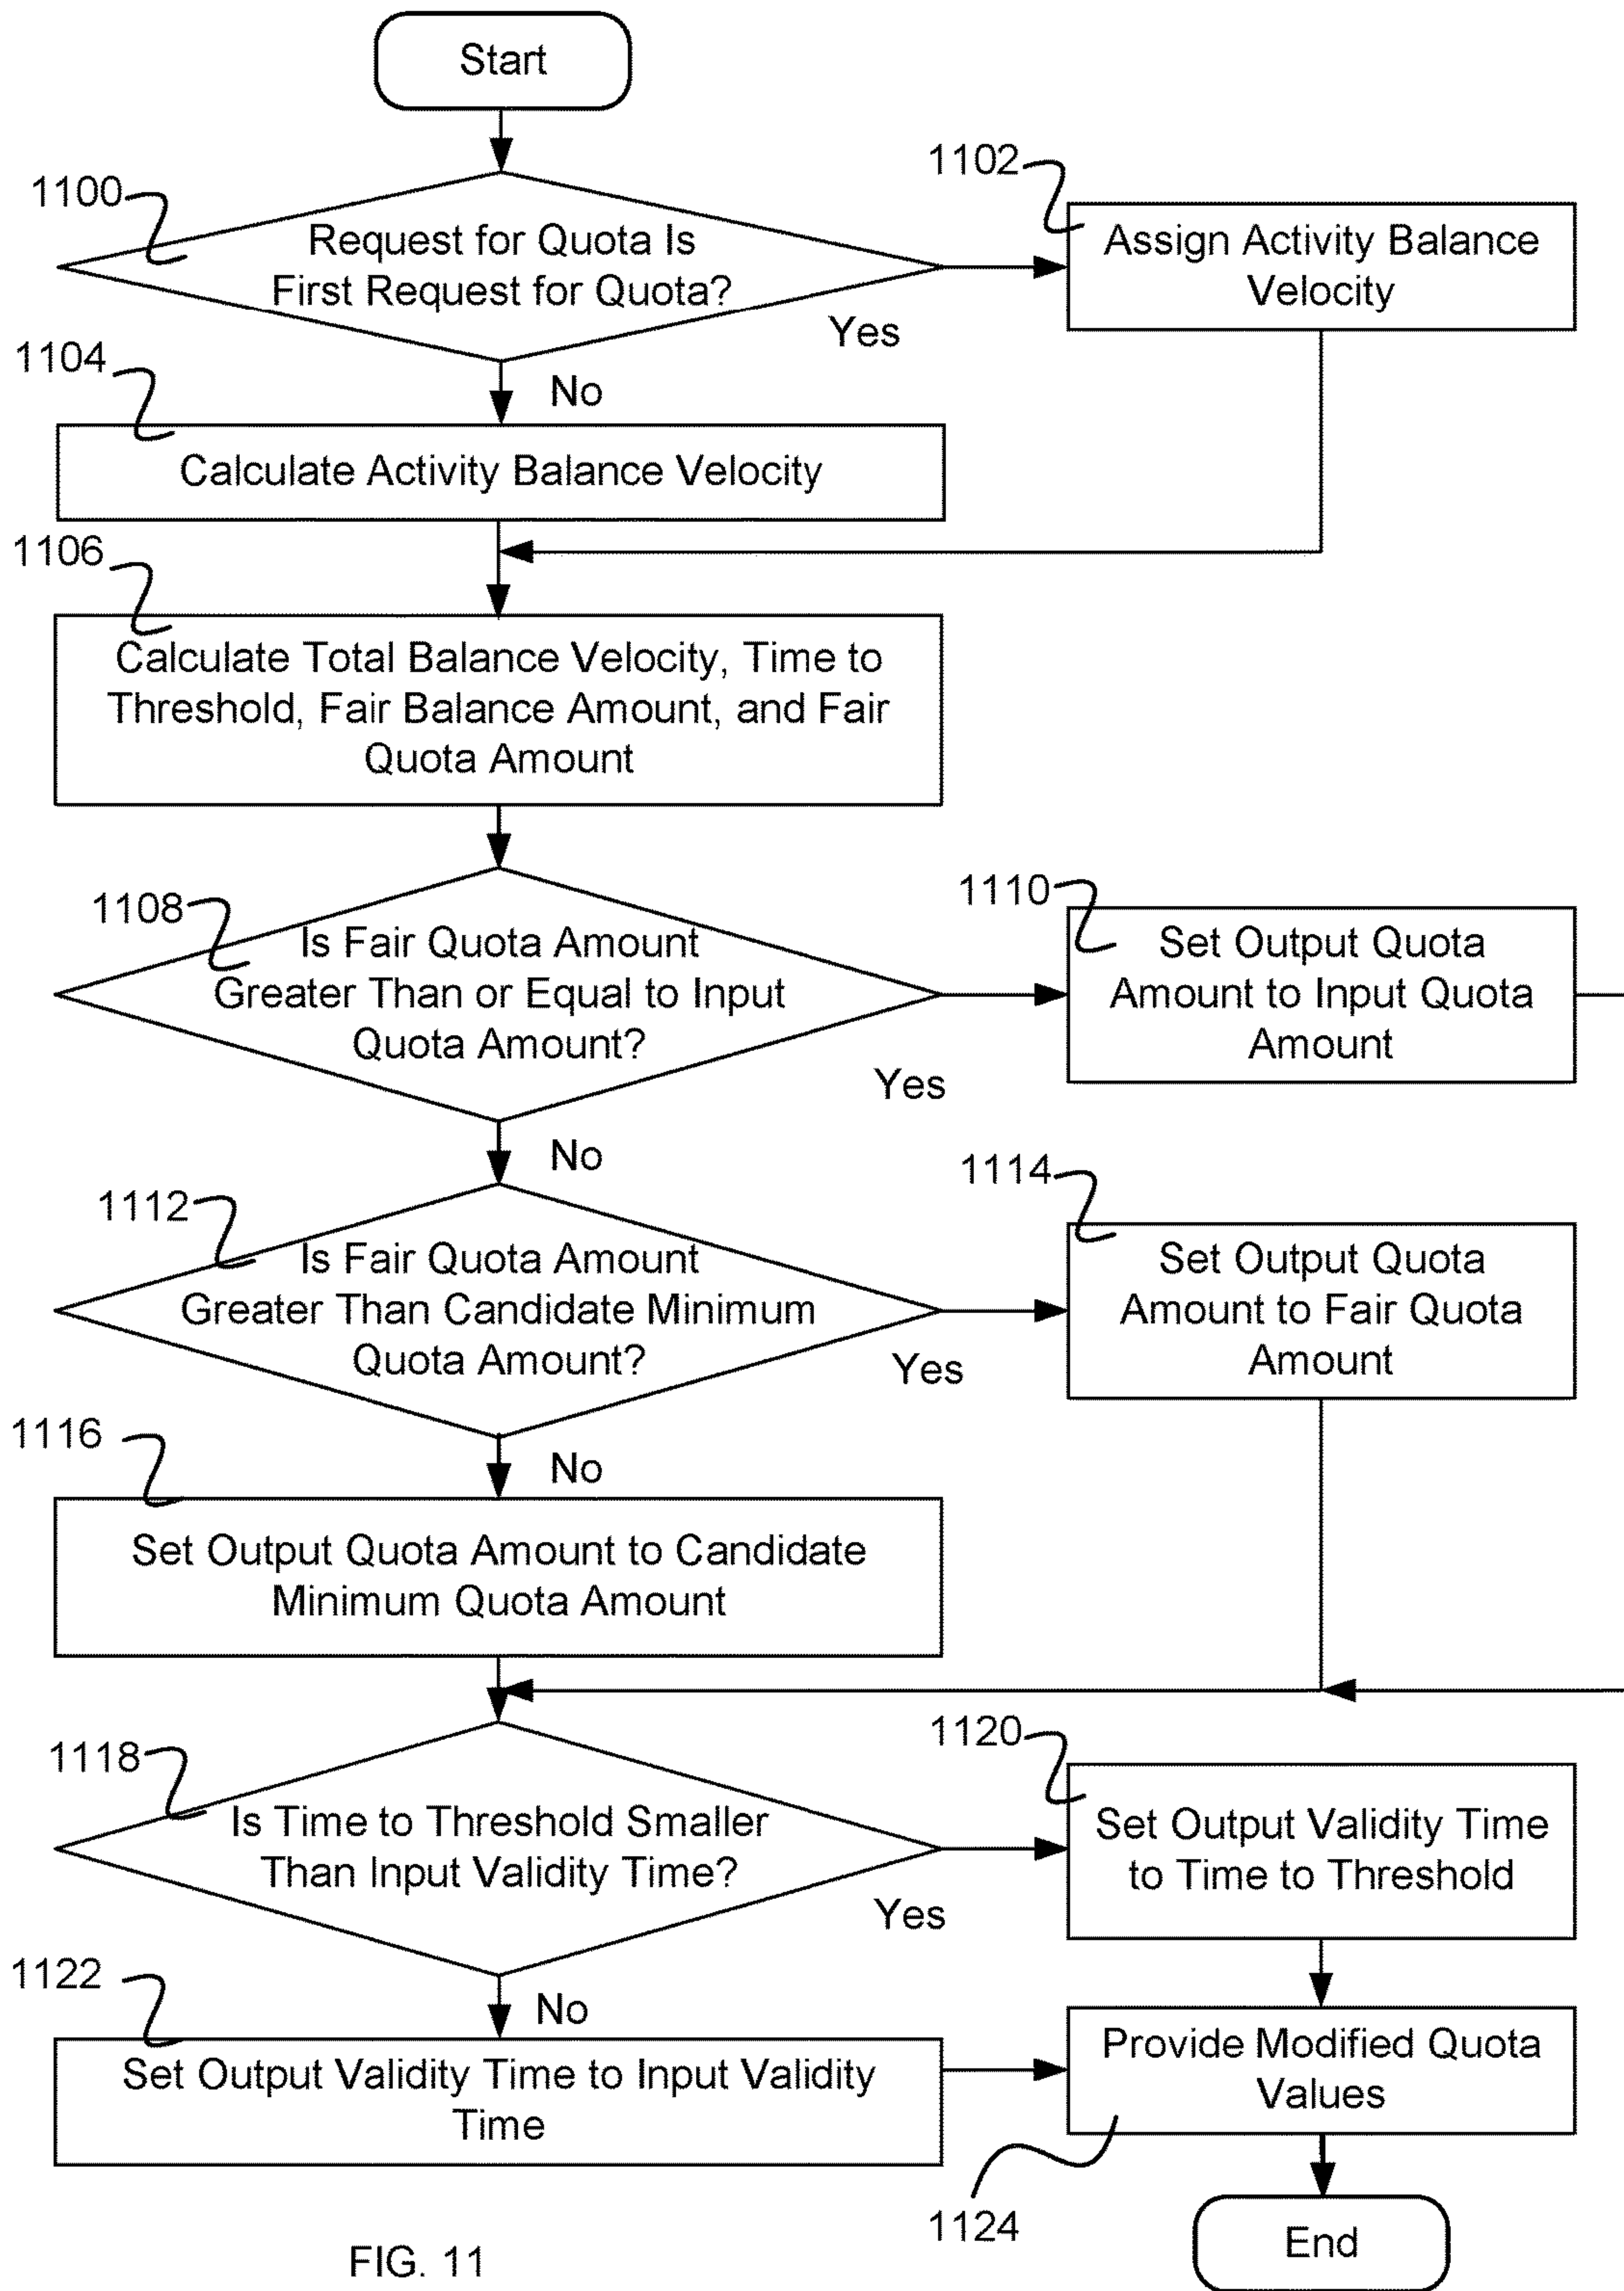 Start
1100
Request for Quota Is
First Request for Quota?
Yes
1102
Assign Activity Balance
Velocity
No
1104
Calculate Activity Balance Velocity
1106
Calculate Total Balance Velocity, Time to
Threshold, Fair Balance Amount, and Fair
Quota Amount
1108
Is Fair Quota Amount
Greater Than or Equal to Input
Quota Amount?
Yes
1110
Set Output Quota
Amount to Input Quota
Amount
No
1112
Is Fair Quota Amount
Greater Than Candidate Minimum
Quota Amount?
Yes
1114
Set Output Quota
Amount to Fair Quota
Amount
No
1116
Set Output Quota Amount to Candidate
Minimum Quota Amount
1118
Is Time to Threshold Smaller
Than Input Validity Time?
Yes
1120
Set Output Validity Time
to Time to Threshold
No
1122
Set Output Validity Time to Input Validity
Time
Provide Modified Quota
Values
1124
End
FIG. 11